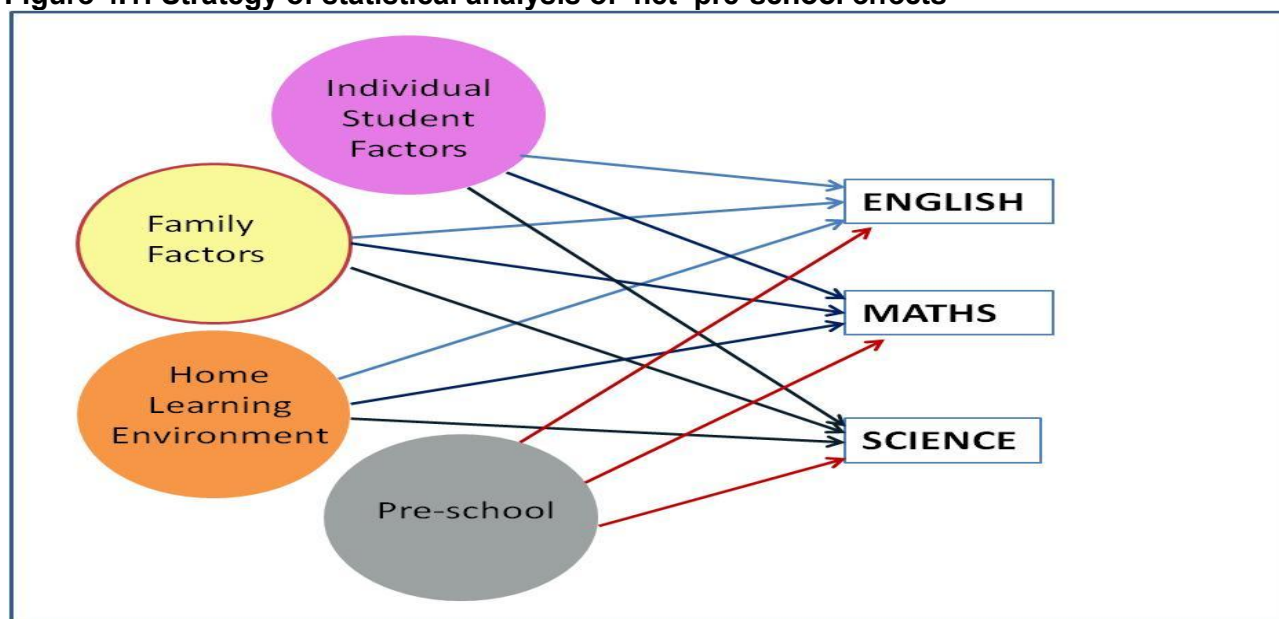 Figure 4.1: Strategy of statistical analysis of 'net' pre-school effects
Individual
Student
Factors
Family
Factors
Home
Learning
Environment
Pre-school
ENGLISH
MATHS
SCIENCE